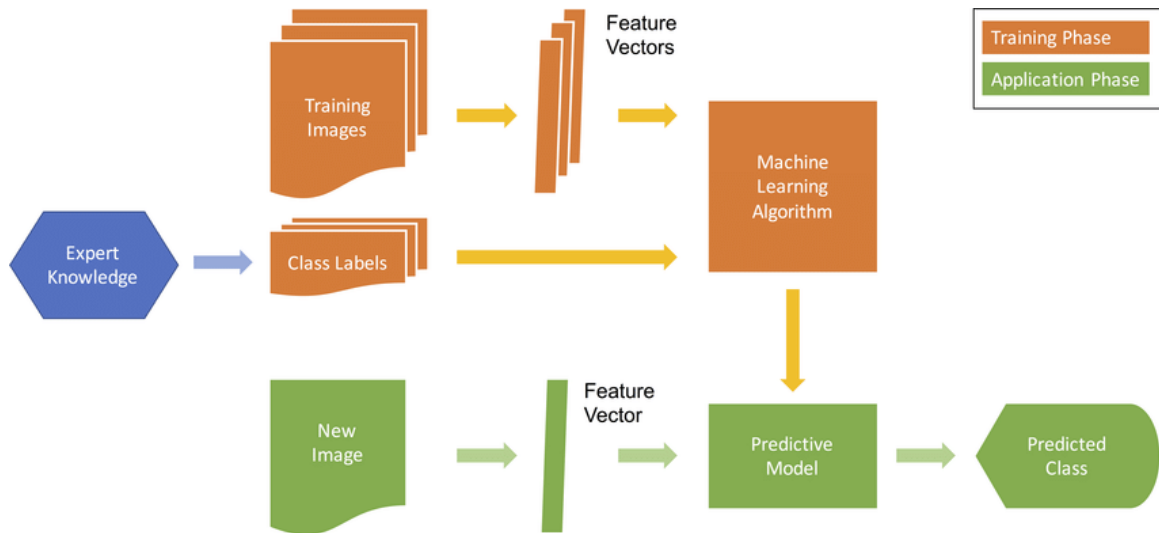 Feature
Vectors
Training Phase
Application Phase
Training
Images
Machine
Learning
Algorithm
Expert
Knowledge
Class Labels
Feature
Vector
New
Image
Predictive
Model
Predicted
Class